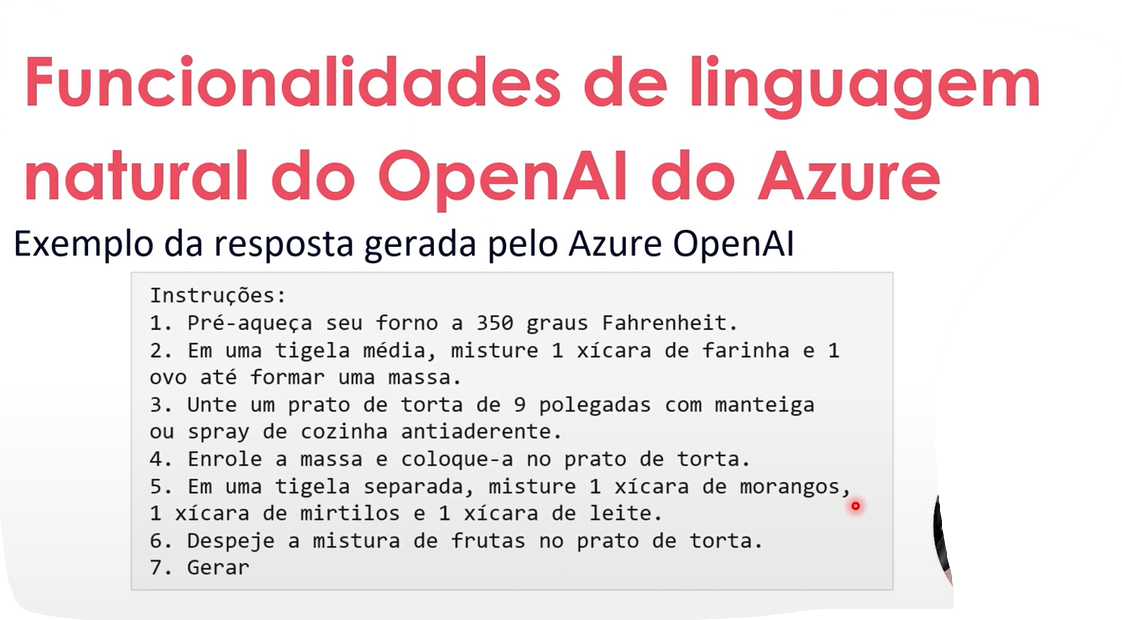 Funcionalidades de linguagem
natural do OpenAI do Azure
Exemplo da resposta gerada pelo Azure OpenAI
Instruções:
1. Pré-aqueça seu forno a 350 graus Fahrenheit.
2. Em uma tigela média, misture 1 xícara de farinha e 1
ovo até formar uma massa.
3. Unte um prato de torta de 9 polegadas com manteiga
ou spray de cozinha antiaderente.
4. Enrole a massa e coloque-a no prato de torta.
5. Em uma tigela separada, misture 1 xícara de morangos,
1 xícara de mirtilos e 1 xícara de leite.
6. Despeje a mistura de frutas no prato de torta.
7. Gerar